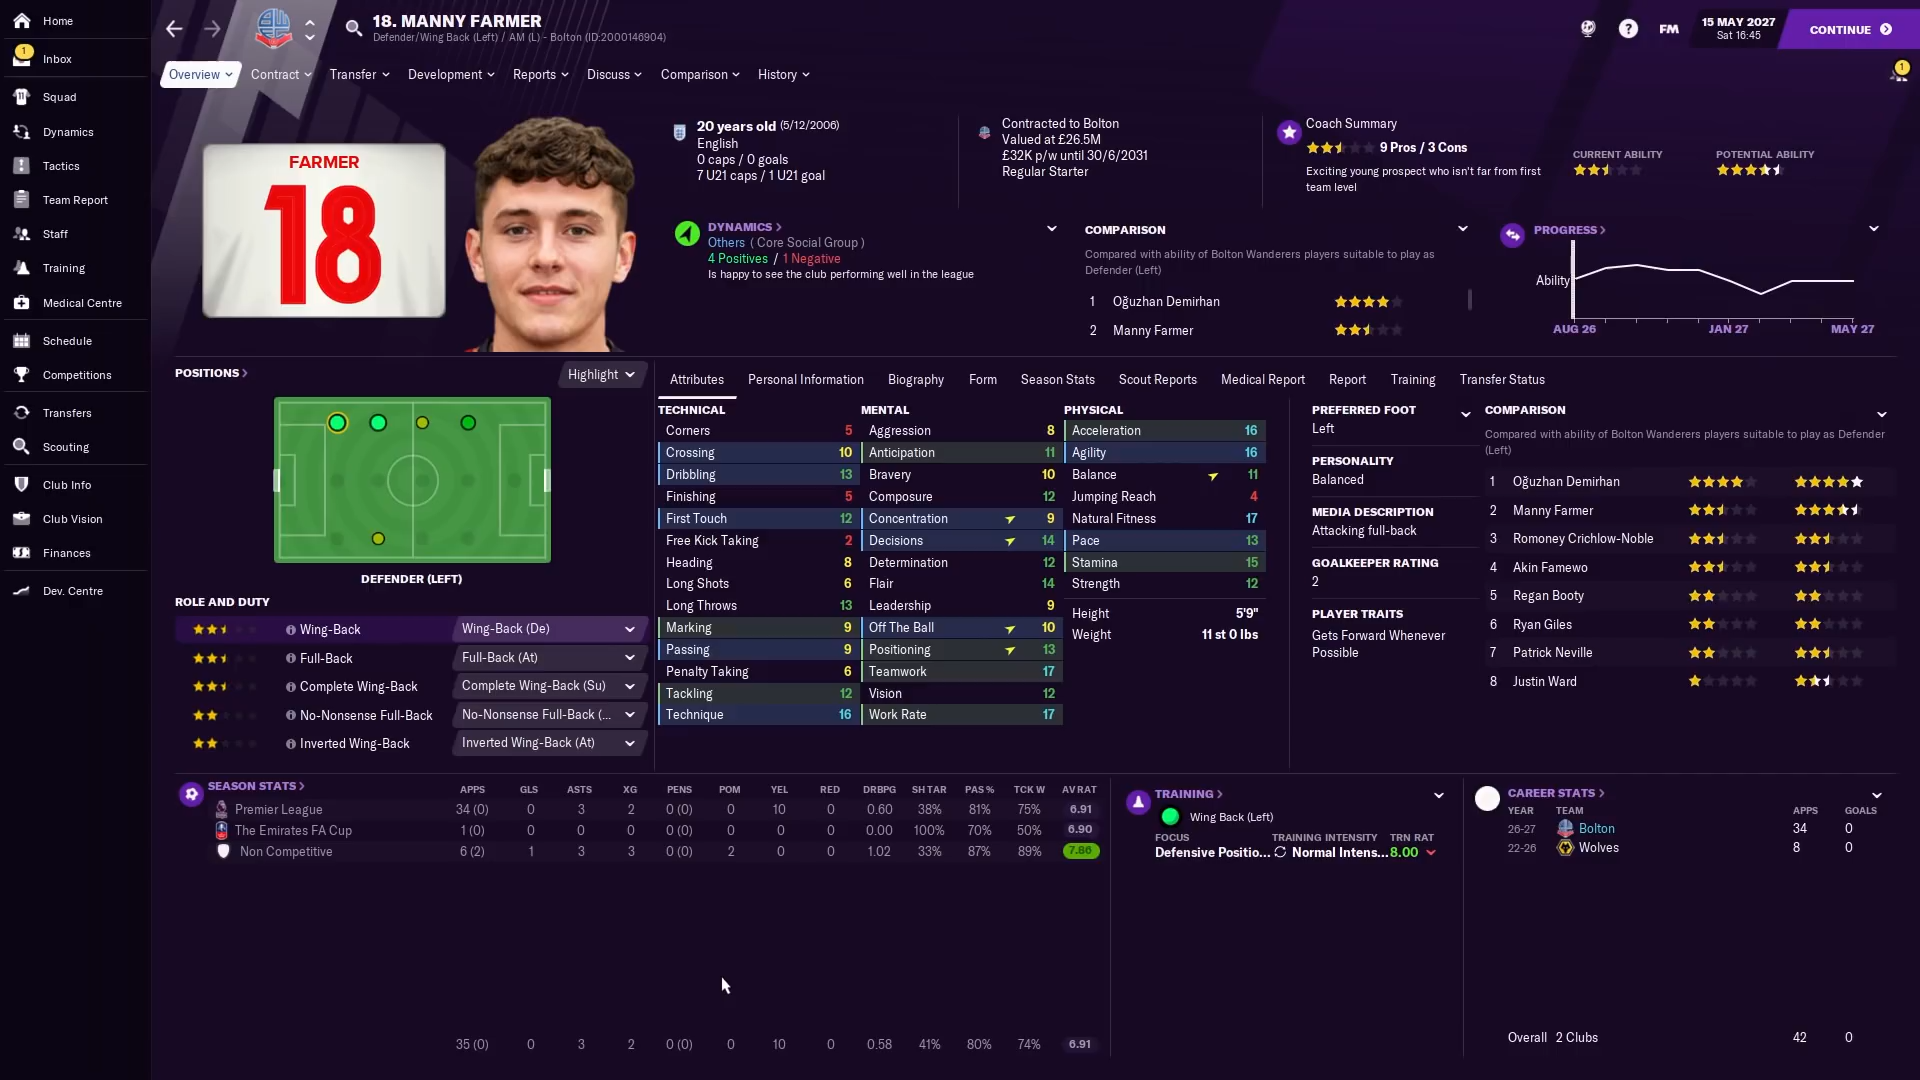 Home
1
Inbox
Squad
Dynamics
Tactics
Team Report
Staff
Training
Medical Centre
Schedule
Competitions
Transfers
Scouting
Club Info
Club Vision
Finances
Dev. Centre
18. MANNY FARMER
Defender/Wing Back (Left) / AM (L) - Bolton (ID:2000146904)
FM
15 MAY 2027
Sat 16:45
CONTINUE
Overview Contract Transfer Development Reports Discuss Comparison History
1
FARMER
18
20 years old (5/12/2006)
English
0 caps / 0 goals
7 U21 caps / 1 U21 goal
Contracted to Bolton
Valued at £26.5M
£32K p/w until 30/6/2031
Regular Starter
Coach Summary
9 Pros / 3 Cons
Exciting young prospect who isn't far from first
team level
CURRENT ABILITY
POTENTIAL ABILITY
DYNAMICS
Others ( Core Social Group )
4 Positives / 1 Negative
Is happy to see the club performing well in the league
COMPARISON
Compared with ability of Bolton Wanderers players suitable to play as
Defender (Left)
1 Oğuzhan Demirhan
2 Manny Farmer
PROGRESS
Ability
AUG 26 JAN 27 MAY 27
POSITIONS
Highlight
DEFENDER (LEFT)
ROLE AND DUTY
Wing-Back Wing-Back (De)
Full-Back Full-Back (At)
Complete Wing-Back Complete Wing-Back (Su)
No-Nonsense Full-Back No-Nonsense Full-Back (...
Inverted Wing-Back Inverted Wing-Back (At)
Attributes Personal Information Biography Form Season Stats Scout Reports Medical Report Report Training Transfer Status
TECHNICAL
Corners 5
Crossing 10
Dribbling 13
Finishing 5
First Touch 12
Free Kick Taking 2
Heading 8
Long Shots 6
Long Throws 13
Marking 9
Passing 9
Penalty Taking 6
Tackling 12
Technique 16
MENTAL
Aggression 8
Anticipation 11
Bravery 10
Composure 12
Concentration 9
Decisions 14
Determination 12
Flair 14
Leadership 9
Off The Ball 10
Positioning 13
Teamwork 17
Vision 12
Work Rate 17
PHYSICAL
Acceleration 16
Agility 16
Balance 11
Jumping Reach 4
Natural Fitness 17
Pace 13
Stamina 15
Strength 12
Height 5'9"
Weight 11 st 0 lbs
PREFERRED FOOT
Left
PERSONALITY
Balanced
MEDIA DESCRIPTION
Attacking full-back
GOALKEEPER RATING
2
PLAYER TRAITS
Gets Forward Whenever
Possible
COMPARISON
Compared with ability of Bolton Wanderers players suitable to play as Defender
(Left)
1 Oğuzhan Demirhan
2 Manny Farmer
3 Romoney Crichlow-Noble
4 Akin Famewo
5 Regan Booty
6 Ryan Giles
7 Patrick Neville
8 Justin Ward
SEASON STATS APPS GLS ASTS XG PENS POM YEL RED DRBPG SH TAR PAS % TCK W AV RAT
Premier League 34 (0) 0 3 2 0 (0) 0 10 0 0.60 38% 81% 75% 6.91
The Emirates FA Cup 1 (0) 0 0 0 0 (0) 0 0 0 0.00 100% 70% 50% 6.90
Non Competitive 6 (2) 1 3 3 0 (0) 2 0 0 1.02 33% 87% 89% 7.86
35 (0) 0 3 2 0 (0) 0 10 0 0.58 41% 80% 74% 6.91
TRAINING
Wing Back (Left)
FOCUS TRAINING INTENSITY TRN RAT
Defensive Positio... Normal Intens... 8.00
CAREER STATS
YEAR TEAM APPS GOALS
26-27 Bolton 34 0
22-26 Wolves 8 0
Overall 2 Clubs 42 0